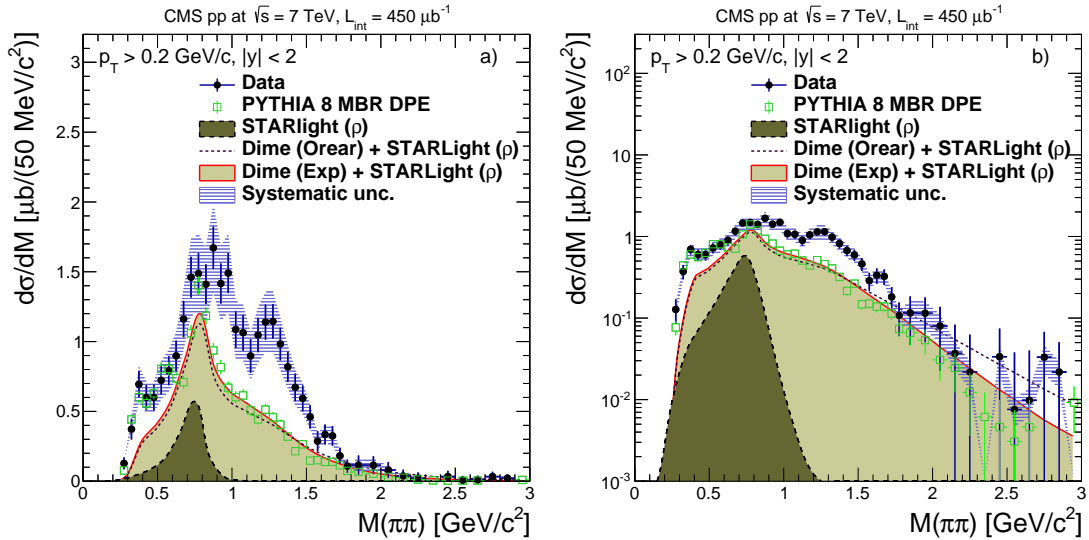 CMS pp at √s = 7 TeV, L_int = 450 μb⁻¹
p_T > 0.2 GeV/c, |y| < 2
a)
Data
PYTHIA 8 MBR DPE
STARlight (ρ)
Dime (Orear) + STARLight (ρ)
Dime (Exp) + STARLight (ρ)
Systematic unc.
dσ/dM [μb/(50 MeV/c²)]
3
2.5
2
1.5
1
0.5
0
0 0.5 1 1.5 2 2.5 3
M(ππ) [GeV/c²]
CMS pp at √s = 7 TeV, L_int = 450 μb⁻¹
p_T > 0.2 GeV/c, |y| < 2
b)
Data
PYTHIA 8 MBR DPE
STARlight (ρ)
Dime (Orear) + STARLight (ρ)
Dime (Exp) + STARLight (ρ)
Systematic unc.
dσ/dM [μb/(50 MeV/c²)]
10²
10
1
10⁻¹
10⁻²
10⁻³
0 0.5 1 1.5 2 2.5 3
M(ππ) [GeV/c²]